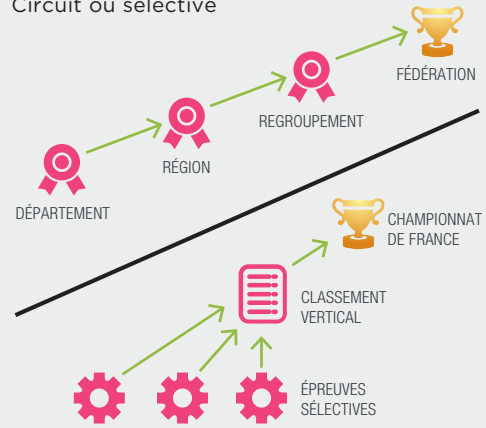 Circuit ou sélective
FÉDÉRATION
REGROUPEMENT
RÉGION
DÉPARTEMENT
CHAMPIONNAT
DE FRANCE
CLASSEMENT
VERTICAL
ÉPREUVES
SÉLECTIVES